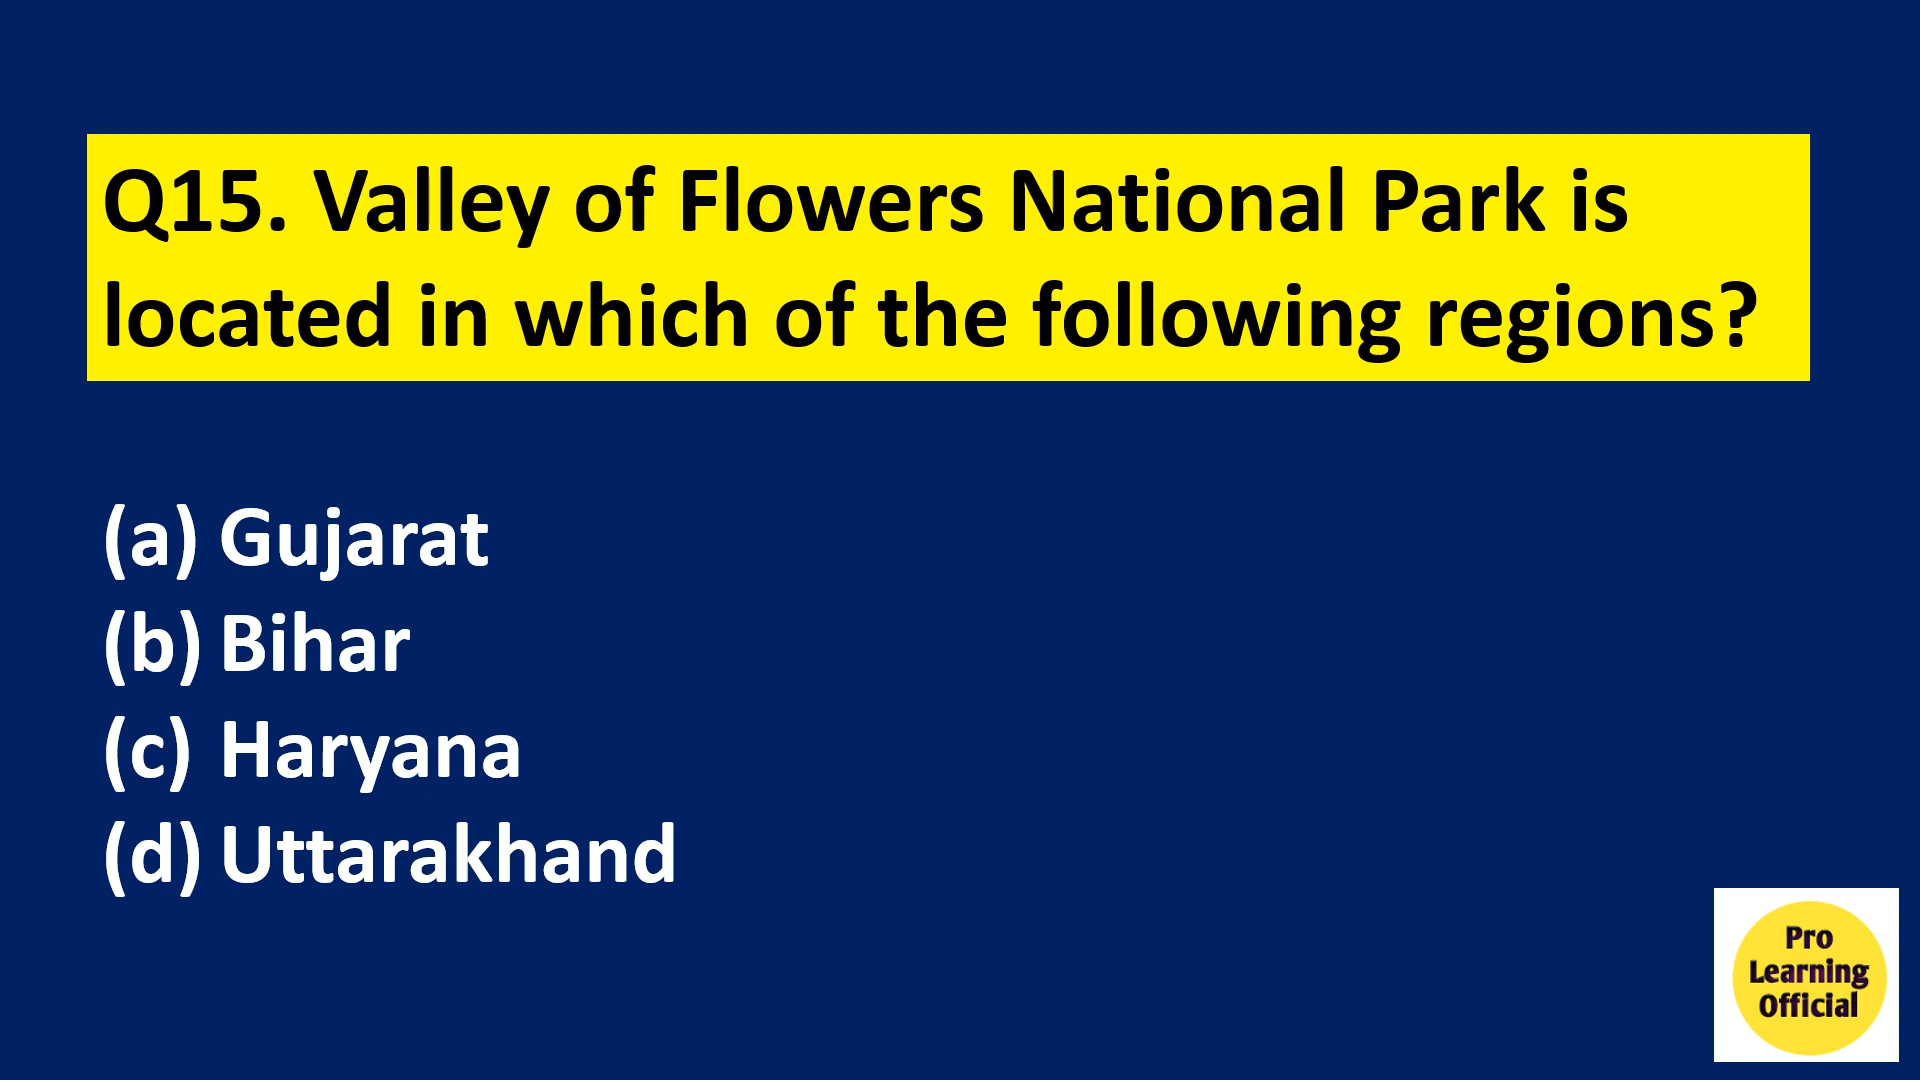 Q15. Valley of Flowers National Park is
located in which of the following regions?
(a) Gujarat
(b) Bihar
(c) Haryana
(d) Uttarakhand
Pro
Learning
Official